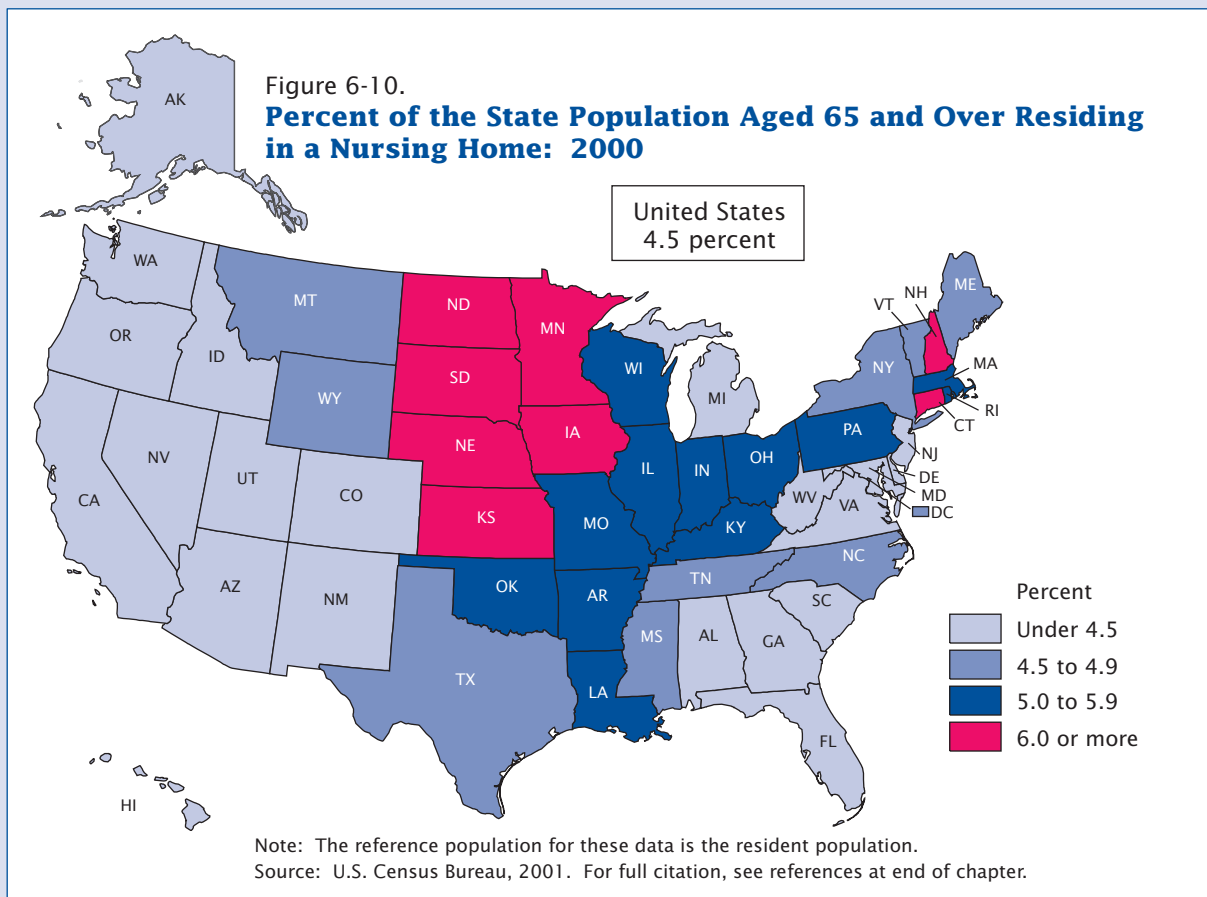 Figure 6-10.
Percent of the State Population Aged 65 and Over Residing
in a Nursing Home: 2000
United States
4.5 percent
AK
WA
MT
ND
MN
ME
NH
VT
OR
ID
SD
WI
NY
MA
WY
MI
RI
CT
NE
IA
PA
NJ
NV
UT
CO
IL
IN
OH
DE
MD
CA
WV
VA
DC
KS
MO
KY
AZ
NM
OK
AR
TN
NC
SC
MS
AL
GA
TX
LA
FL
HI
Percent
Under 4.5
4.5 to 4.9
5.0 to 5.9
6.0 or more
Note: The reference population for these data is the resident population.
Source: U.S. Census Bureau, 2001. For full citation, see references at end of chapter.